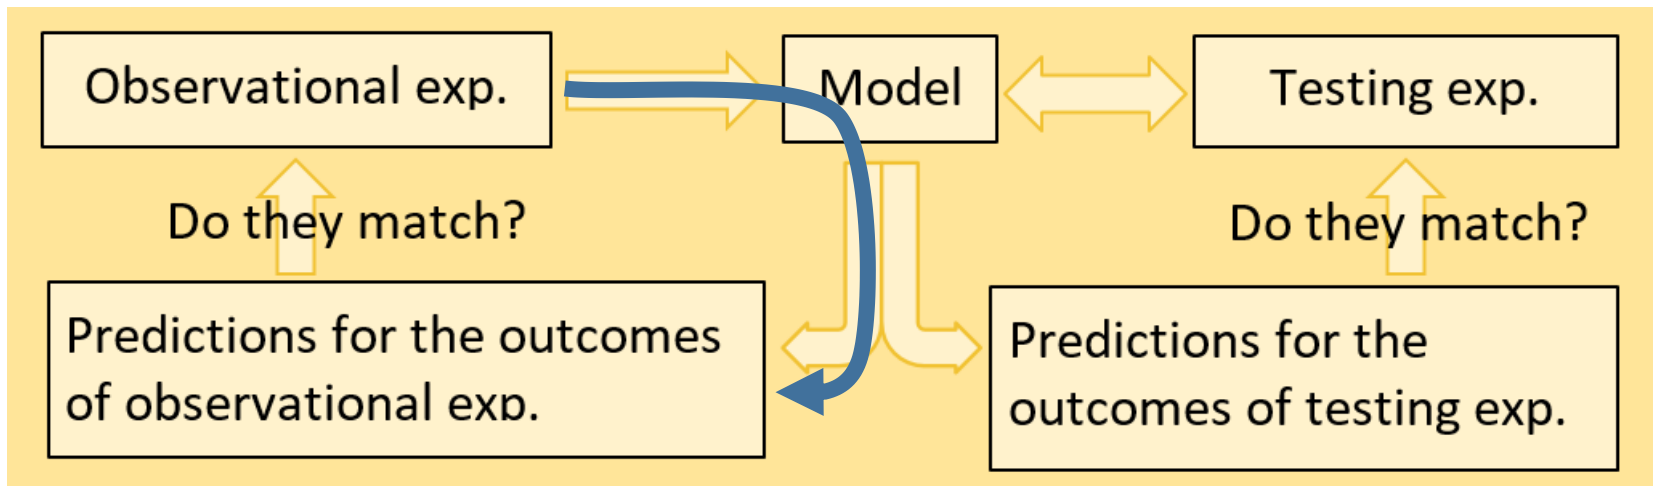 Observational exp.
Model
Testing exp.
Do they match?
Do they match?
Predictions for the outcomes
of observational exp.
Predictions for the
outcomes of testing exp.